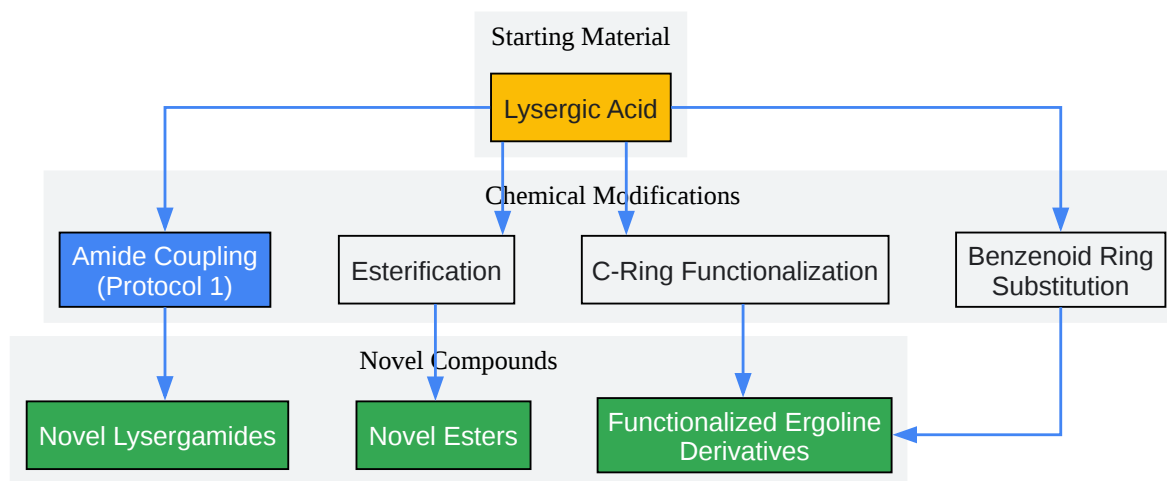 Starting Material
Lysergic Acid
Chemical Modifications
Amide Coupling
(Protocol 1)
Esterification
C-Ring Functionalization
Benzenoid Ring
Substitution
Novel Compounds
Novel Lysergamides
Novel Esters
Functionalized Ergoline
Derivatives